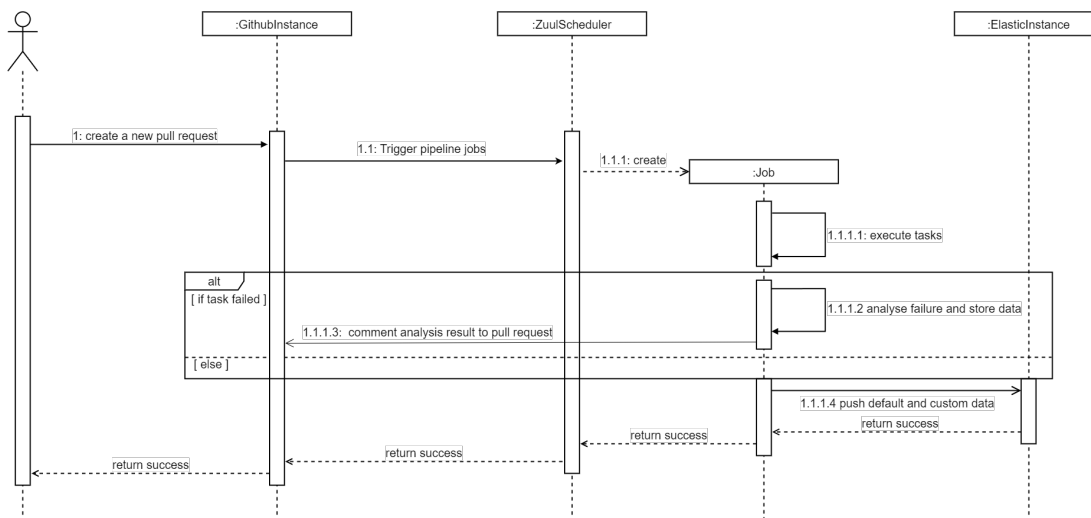 :GithubInstance
:ZuulScheduler
:ElasticInstance
1: create a new pull request
1.1: Trigger pipeline jobs
1.1.1: create
:Job
1.1.1.1: execute tasks
alt
[ if task failed ]
1.1.1.2 analyse failure and store data
1.1.1.3:  comment analysis result to pull request
[ else ]
1.1.1.4 push default and custom data
return success
return success
return success
return success